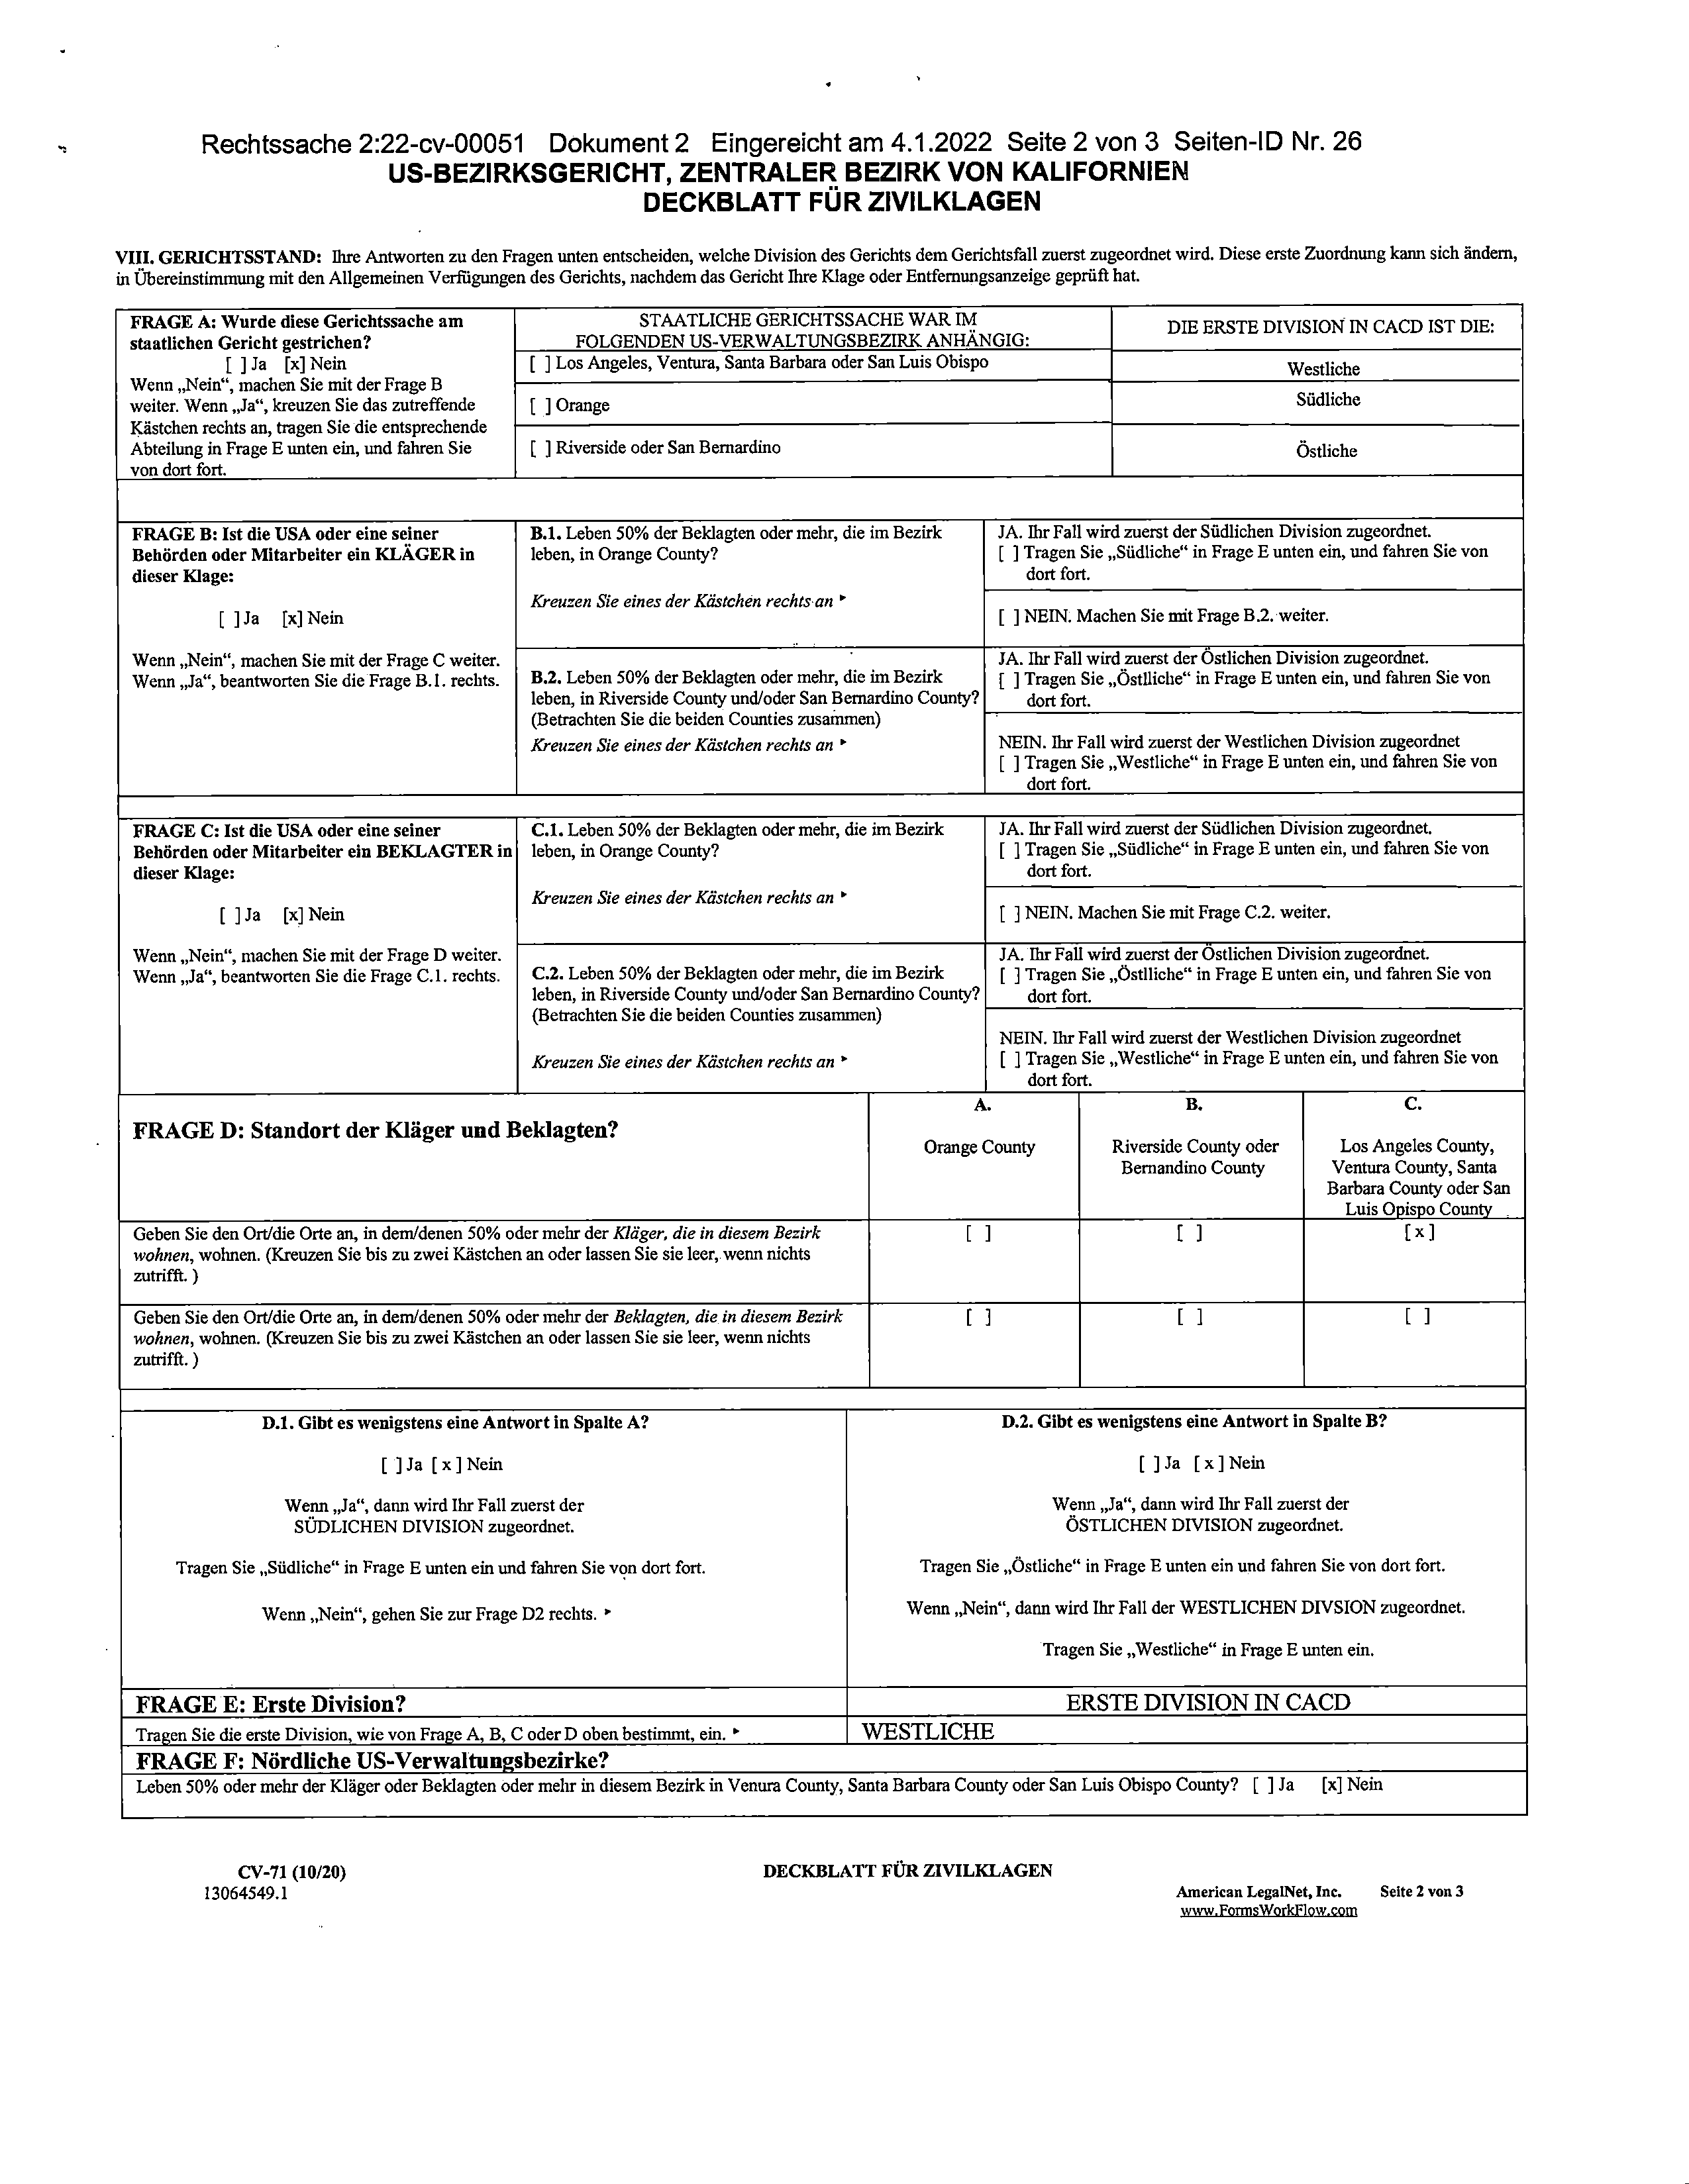 Rechtssache 2:22-cv-00051 Dokument 2 Eingereicht am 4.1.2022 Seite 2 von 3 Seiten-ID Nr. 26
US-BEZIRKSGERICHT, ZENTRALER BEZIRK VON KALIFORNIEN
DECKBLATT FÜR ZIVILKLAGEN
VIII. GERICHTSSTAND: Ihre Antworten zu den Fragen unten entscheiden, welche Division des Gerichts dem Gerichtsfall zuerst zugeordnet wird. Diese erste Zuordnung kann sich ändern,
in Übereinstimmung mit den Allgemeinen Verfügungen des Gerichts, nachdem das Gericht Ihre Klage oder Entfernungsanzeige geprüft hat.
FRAGE A: Wurde diese Gerichtssache am
staatlichen Gericht gestrichen?
[ ] Ja [x] Nein
Wenn „Nein“, machen Sie mit der Frage B
weiter. Wenn „Ja“, kreuzen Sie das zutreffende
Kästchen rechts an, tragen Sie die entsprechende
Abteilung in Frage E unten ein, und fahren Sie
von dort fort.
STAATLICHE GERICHTSSACHE WAR IM
FOLGENDEN US-VERWALTUNGSBEZIRK ANHÄNGIG:
[ ] Los Angeles, Ventura, Santa Barbara oder San Luis Obispo
[ ] Orange
[ ] Riverside oder San Bernardino
DIE ERSTE DIVISION IN CACD IST DIE:
Westliche
Südliche
Östliche
FRAGE B: Ist die USA oder eine seiner
Behörden oder Mitarbeiter ein KLÄGER in
dieser Klage:
[ ] Ja [x] Nein
Wenn „Nein“, machen Sie mit der Frage C weiter.
Wenn „Ja“, beantworten Sie die Frage B.1. rechts.
B.1. Leben 50% der Beklagten oder mehr, die im Bezirk
leben, in Orange County?
Kreuzen Sie eines der Kästchen rechts an ‣
JA. Ihr Fall wird zuerst der Südlichen Division zugeordnet.
[ ] Tragen Sie „Südliche“ in Frage E unten ein, und fahren Sie von
dort fort.
[ ] NEIN. Machen Sie mit Frage B.2. weiter.
B.2. Leben 50% der Beklagten oder mehr, die im Bezirk
leben, in Riverside County und/oder San Bernardino County?
(Betrachten Sie die beiden Counties zusammen)
Kreuzen Sie eines der Kästchen rechts an ‣
JA. Ihr Fall wird zuerst der Östlichen Division zugeordnet.
[ ] Tragen Sie „Östlliche“ in Frage E unten ein, und fahren Sie von
dort fort.
NEIN. Ihr Fall wird zuerst der Westlichen Division zugeordnet
[ ] Tragen Sie „Westliche“ in Frage E unten ein, und fahren Sie von
dort fort.
FRAGE C: Ist die USA oder eine seiner
Behörden oder Mitarbeiter ein BEKLAGTER in
dieser Klage:
[ ] Ja [x] Nein
Wenn „Nein“, machen Sie mit der Frage D weiter.
Wenn „Ja“, beantworten Sie die Frage C.1. rechts.
C.1. Leben 50% der Beklagten oder mehr, die im Bezirk
leben, in Orange County?
Kreuzen Sie eines der Kästchen rechts an ‣
JA. Ihr Fall wird zuerst der Südlichen Division zugeordnet.
[ ] Tragen Sie „Südliche“ in Frage E unten ein, und fahren Sie von
dort fort.
[ ] NEIN. Machen Sie mit Frage C.2. weiter.
C.2. Leben 50% der Beklagten oder mehr, die im Bezirk
leben, in Riverside County und/oder San Bernardino County?
(Betrachten Sie die beiden Counties zusammen)
Kreuzen Sie eines der Kästchen rechts an ‣
JA. Ihr Fall wird zuerst der Östlichen Division zugeordnet.
[ ] Tragen Sie „Östlliche“ in Frage E unten ein, und fahren Sie von
dort fort.
NEIN. Ihr Fall wird zuerst der Westlichen Division zugeordnet
[ ] Tragen Sie „Westliche“ in Frage E unten ein, und fahren Sie von
dort fort.
FRAGE D: Standort der Kläger und Beklagten?
A.
Orange County
B.
Riverside County oder
Bernandino County
C.
Los Angeles County,
Ventura County, Santa
Barbara County oder San
Luis Opispo County
Geben Sie den Ort/die Orte an, in dem/denen 50% oder mehr der Kläger, die in diesem Bezirk
wohnen, wohnen. (Kreuzen Sie bis zu zwei Kästchen an oder lassen Sie sie leer, wenn nichts
zutrifft. )
[ ] [ ] [x]
Geben Sie den Ort/die Orte an, in dem/denen 50% oder mehr der Beklagten, die in diesem Bezirk
wohnen, wohnen. (Kreuzen Sie bis zu zwei Kästchen an oder lassen Sie sie leer, wenn nichts
zutrifft. )
[ ] [ ] [ ]
D.1. Gibt es wenigstens eine Antwort in Spalte A?
[ ] Ja [ x ] Nein
Wenn „Ja“, dann wird Ihr Fall zuerst der
SÜDLICHEN DIVISION zugeordnet.
Tragen Sie „Südliche“ in Frage E unten ein und fahren Sie von dort fort.
Wenn „Nein“, gehen Sie zur Frage D2 rechts. ‣
D.2. Gibt es wenigstens eine Antwort in Spalte B?
[ ] Ja [ x ] Nein
Wenn „Ja“, dann wird Ihr Fall zuerst der
ÖSTLICHEN DIVISION zugeordnet.
Tragen Sie „Östliche“ in Frage E unten ein und fahren Sie von dort fort.
Wenn „Nein“, dann wird Ihr Fall der WESTLICHEN DIVSION zugeordnet.
Tragen Sie „Westliche“ in Frage E unten ein.
FRAGE E: Erste Division?
ERSTE DIVISION IN CACD
Tragen Sie die erste Division, wie von Frage A, B, C oder D oben bestimmt, ein. ‣
WESTLICHE
FRAGE F: Nördliche US-Verwaltungsbezirke?
Leben 50% oder mehr der Kläger oder Beklagten oder mehr in diesem Bezirk in Venura County, Santa Barbara County oder San Luis Obispo County? [ ] Ja [x] Nein
CV-71 (10/20)
13064549.1
DECKBLATT FÜR ZIVILKLAGEN
American LegalNet, Inc. Seite 2 von 3
www.FormsWorkFlow.com